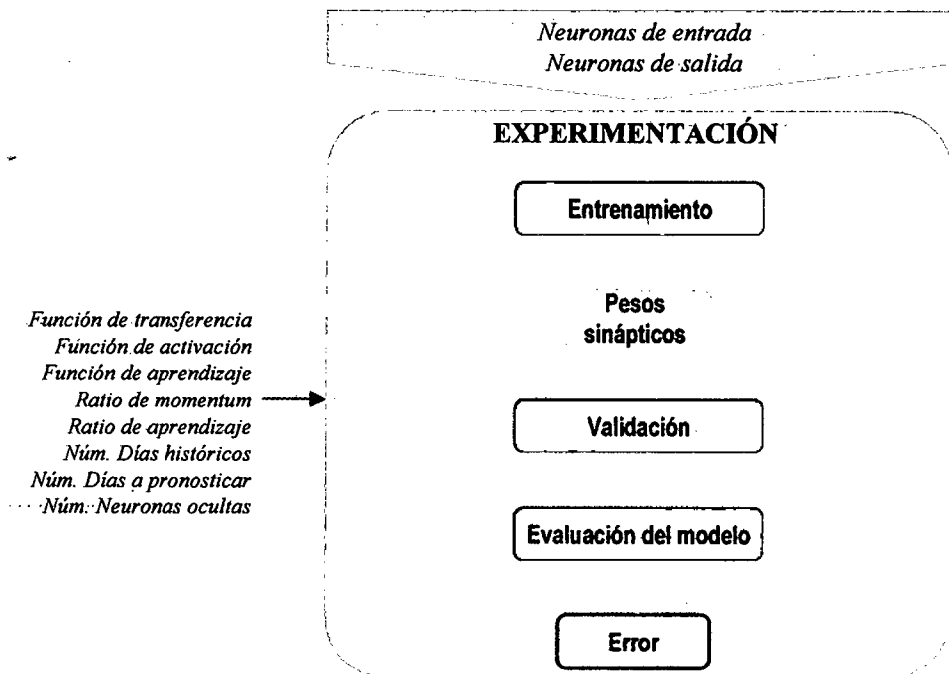 Neuronas de entrada
Neuronas de salida
EXPERIMENTACIÓN
Entrenamiento
Pesos
sinápticos
Función de transferencia
Función de activación
Función de aprendizaje
Ratio de momentum
Ratio de aprendizaje
Núm. Días históricos
Núm. Días a pronosticar
Núm. Neuronas ocultas
Validación
Evaluación del modelo
Error